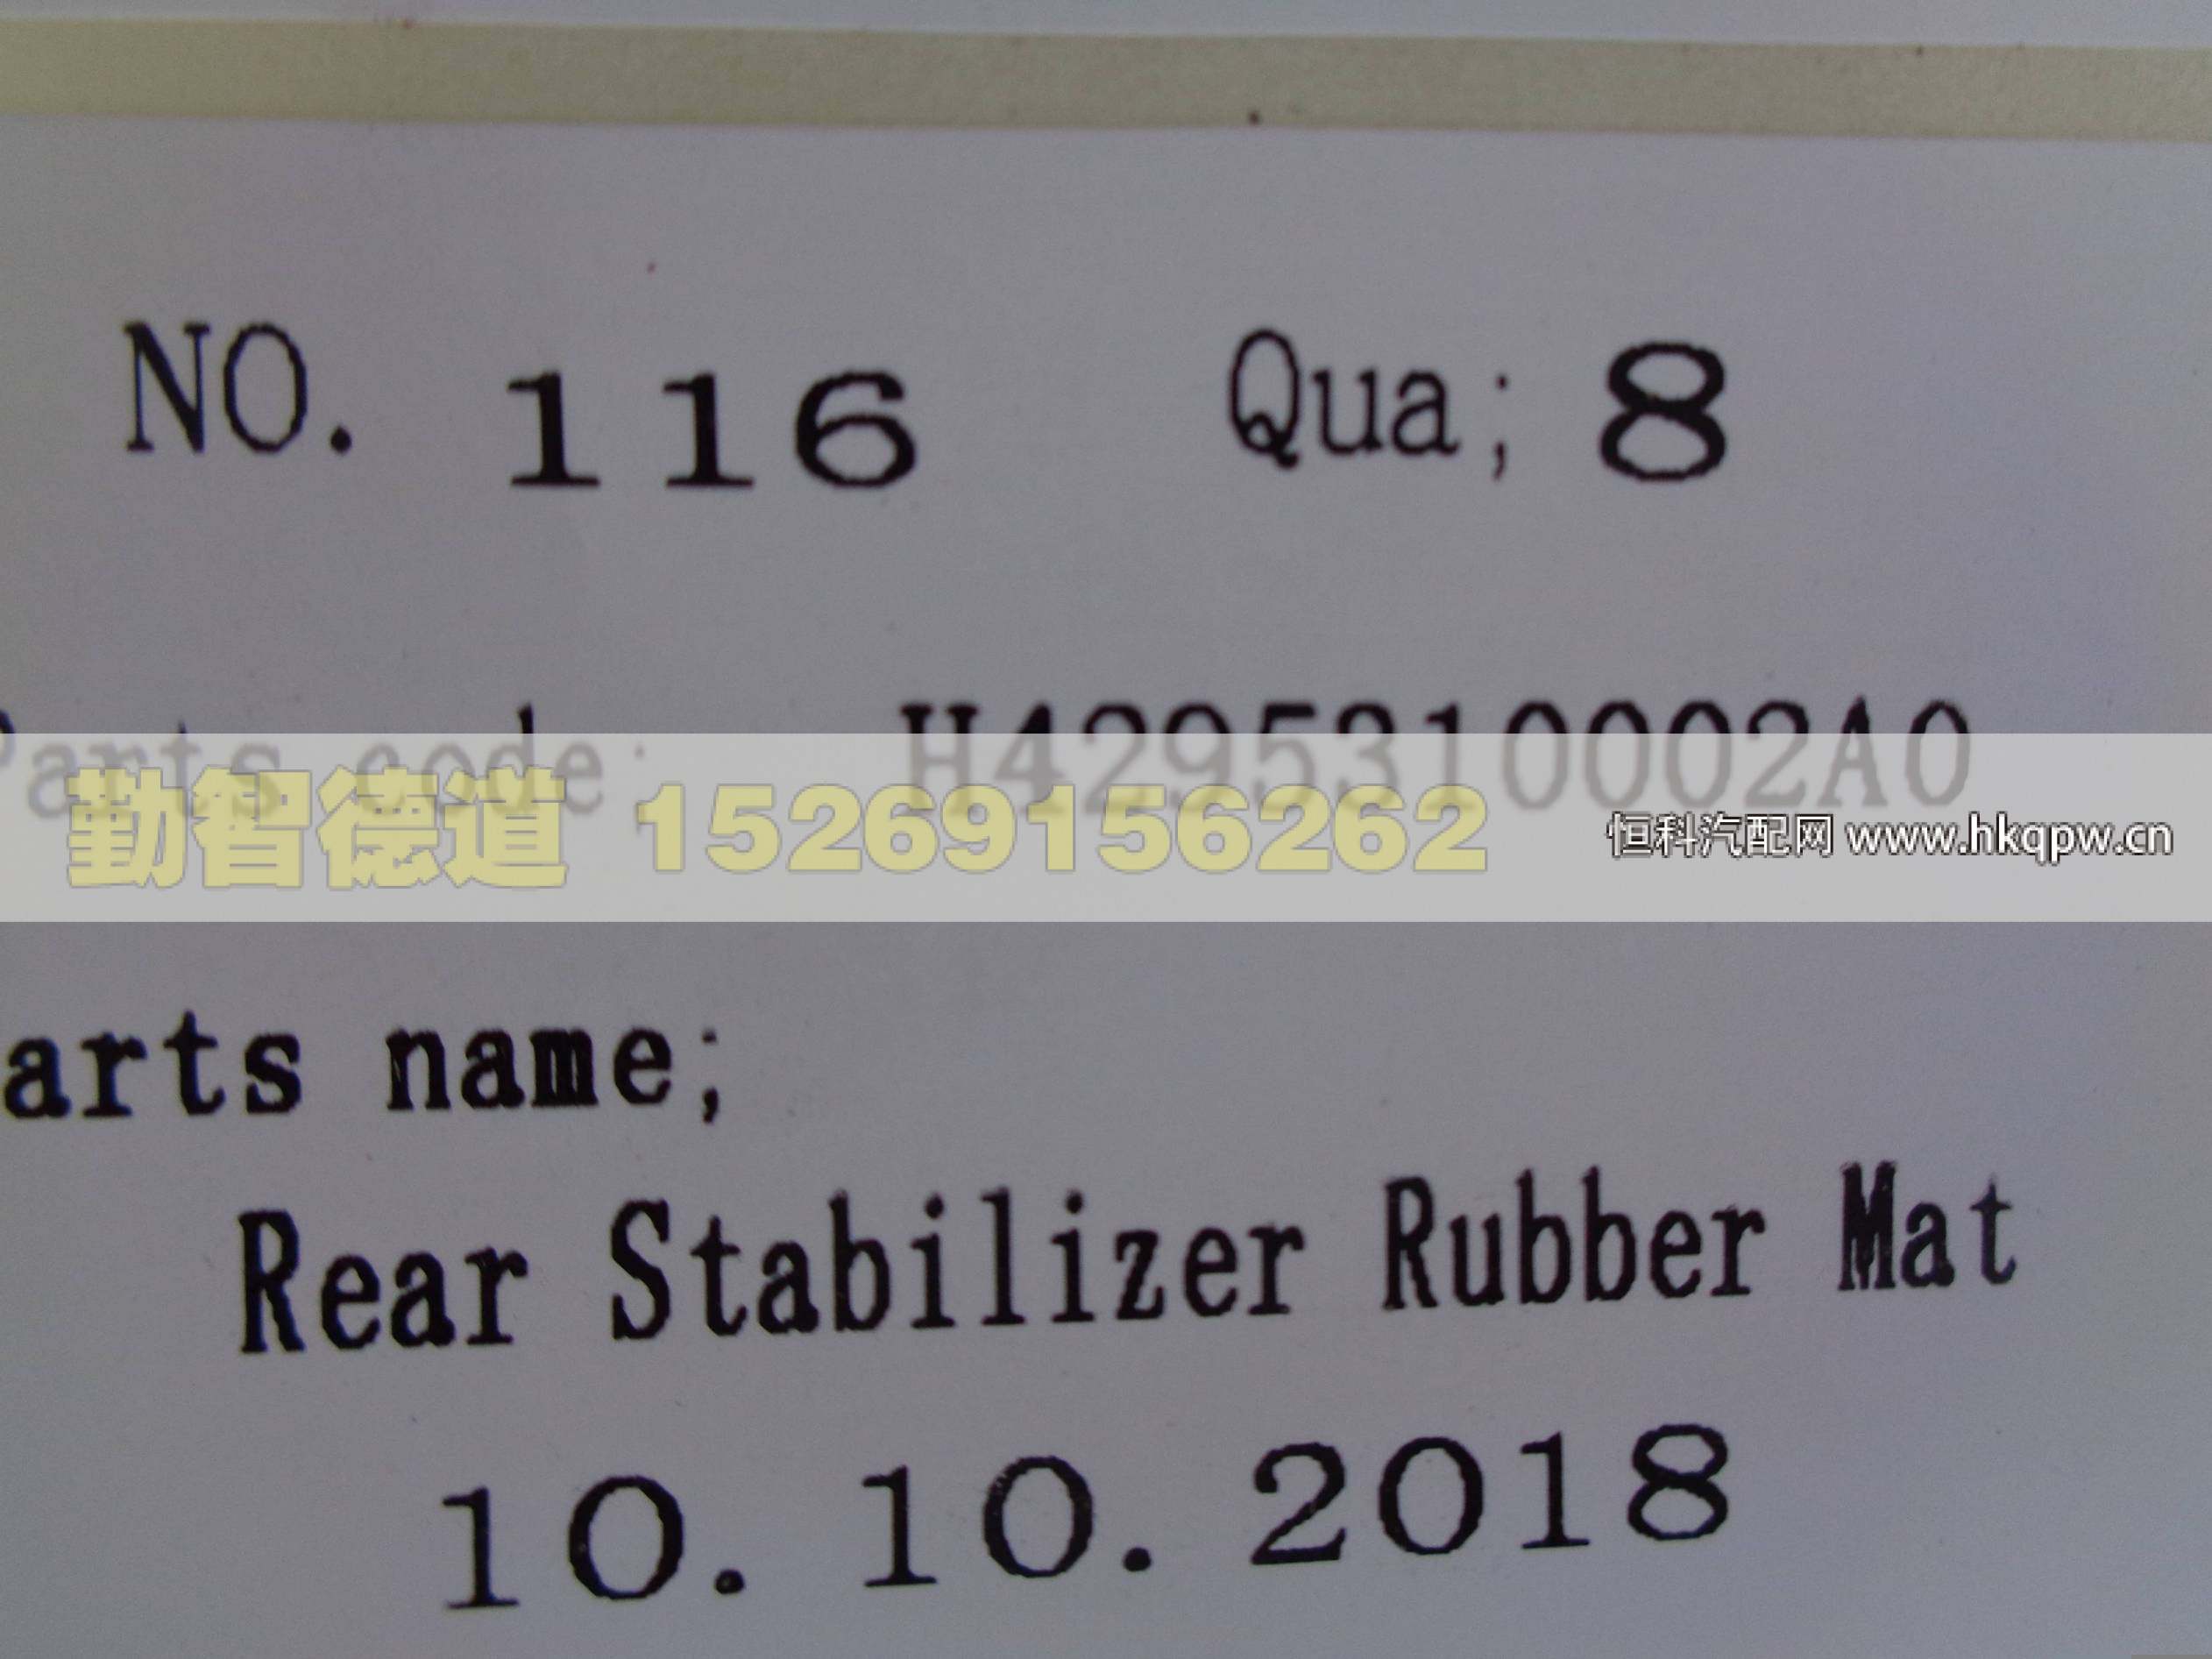 NO. 116 Qua; 8
Parts code; H4295310002A0
勤智德道 15269156262
恒科汽配网 www.hkqpw.cn
arts name;
Rear Stabilizer Rubber Mat
10. 10. 2018